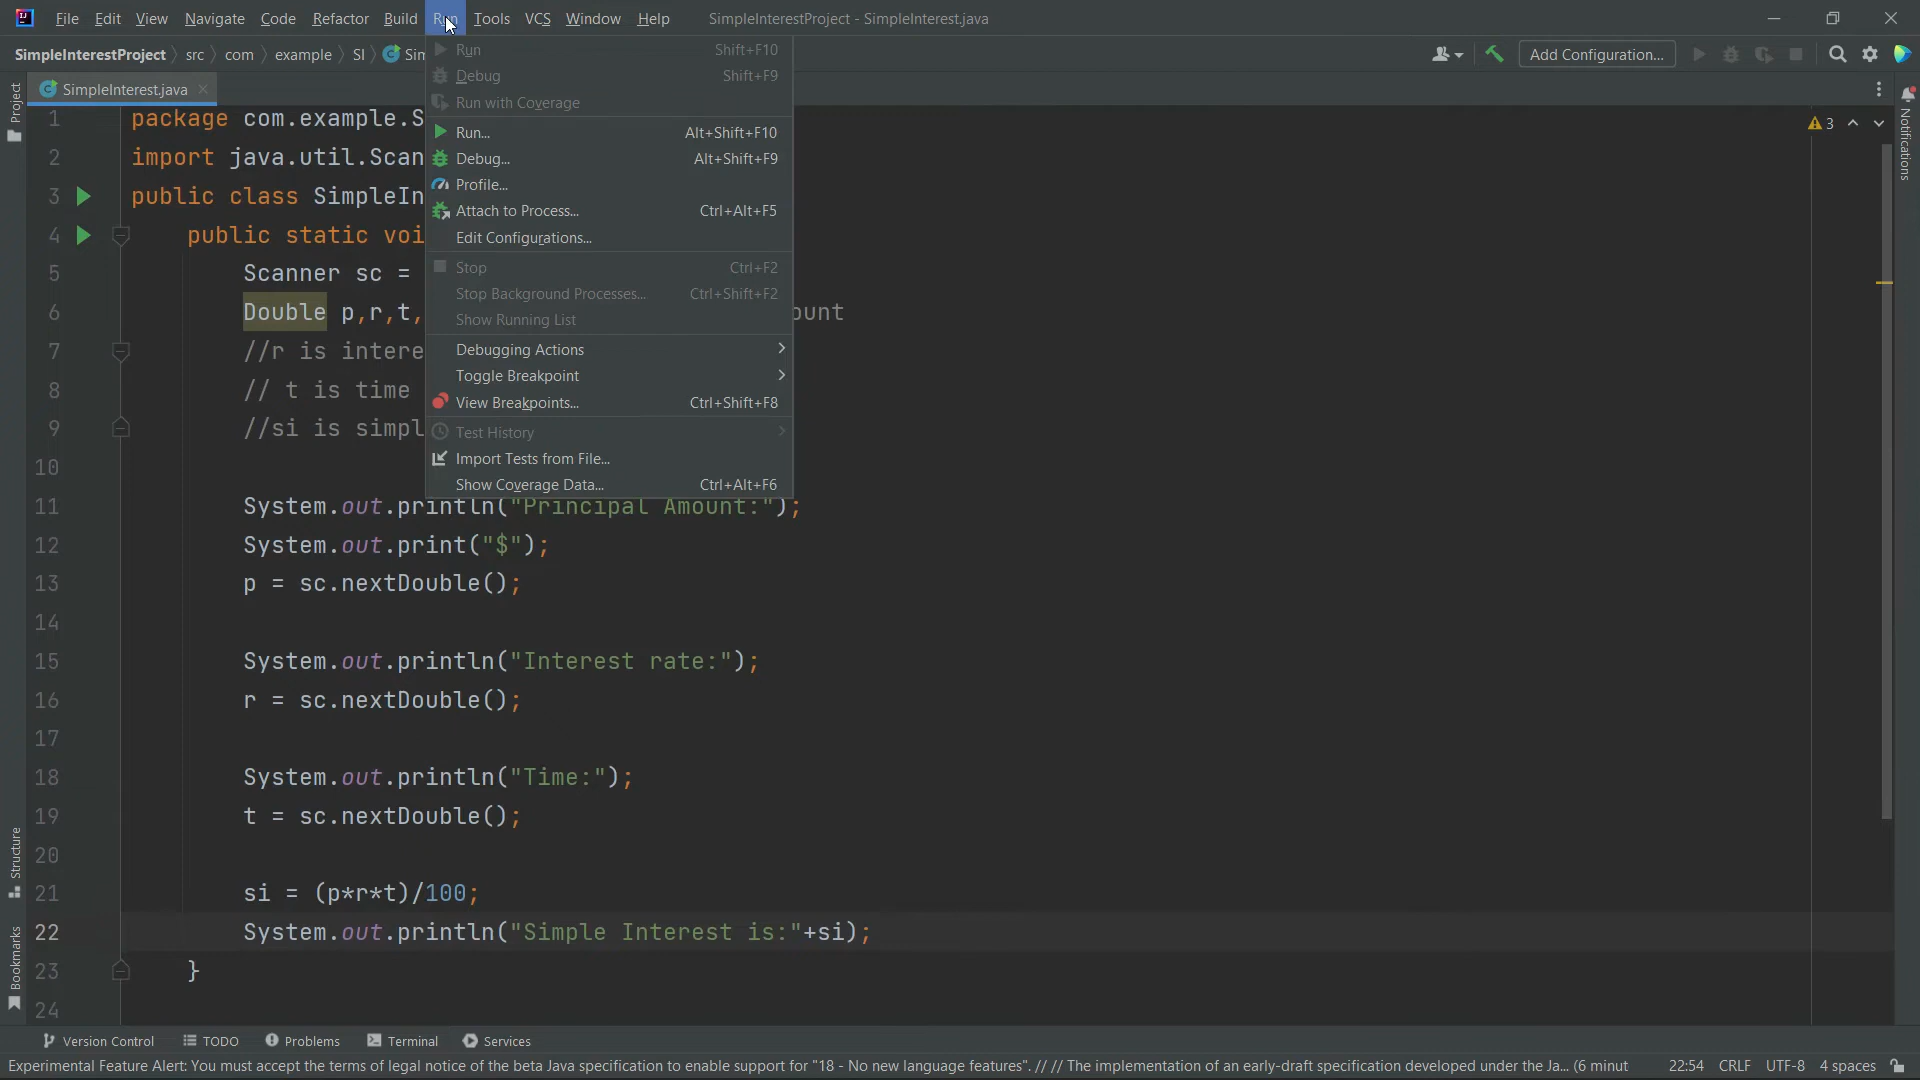 File Edit View Navigate Code Refactor Build Run Tools VCS Window Help SimpleInterestProject - SimpleInterest.java
SimpleInterestProject src com example SI Sim Add Configuration...
SimpleInterest.java
Project
Notifications
Structure
Bookmarks
Run Shift+F10
Debug Shift+F9
Run with Coverage
Run... Alt+Shift+F10
Debug... Alt+Shift+F9
Profile...
Attach to Process... Ctrl+Alt+F5
Edit Configurations...
Stop Ctrl+F2
Stop Background Processes... Ctrl+Shift+F2
Show Running List
Debugging Actions
Toggle Breakpoint
View Breakpoints... Ctrl+Shift+F8
Test History
Import Tests from File...
Show Coverage Data... Ctrl+Alt+F6
3
1 package com.example.S
2 import java.util.Scan
3 public class SimpleIn
4 public static voi
5 Scanner sc =
6 Double p,r,t, ount
7 //r is intere
8 // t is time
9 //si is simpl
10
11 System.out.println("Principal Amount:");
12 System.out.print("$");
13 p = sc.nextDouble();
14
15 System.out.println("Interest rate:");
16 r = sc.nextDouble();
17
18 System.out.println("Time:");
19 t = sc.nextDouble();
20
21 si = (p*r*t)/100;
22 System.out.println("Simple Interest is:"+si);
23 }
24
Version Control TODO Problems Terminal Services
Experimental Feature Alert: You must accept the terms of legal notice of the beta Java specification to enable support for "18 - No new language features". // // The implementation of an early-draft specification developed under the Ja... (6 minut 22:54 CRLF UTF-8 4 spaces